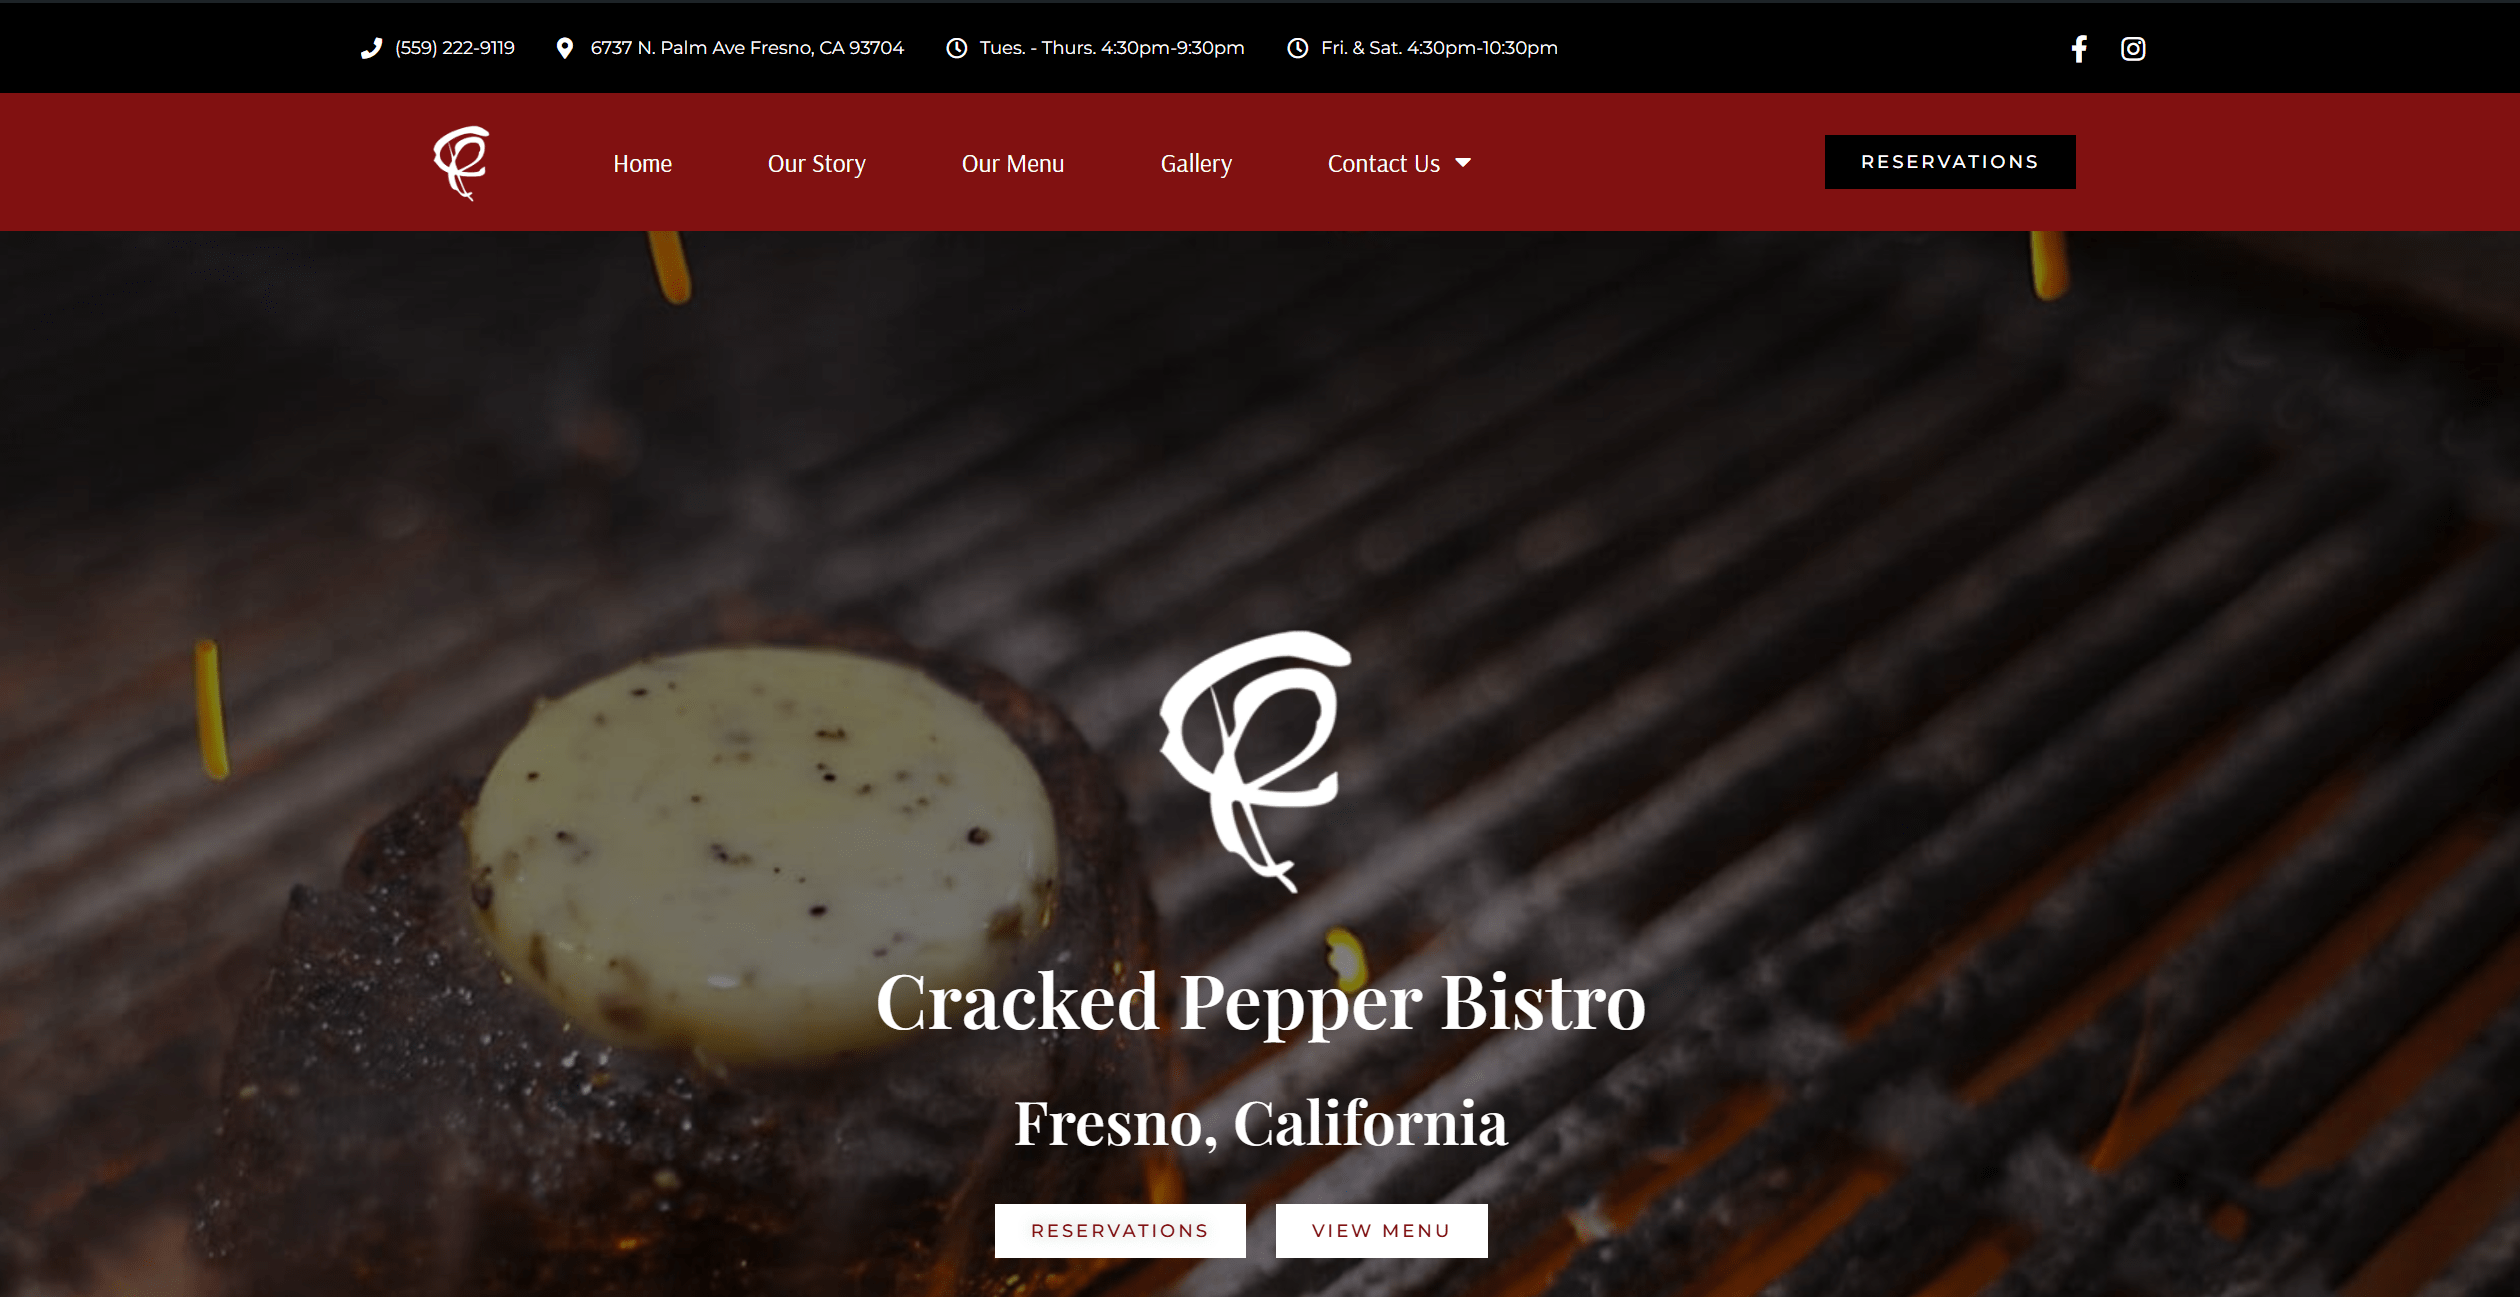 (559) 222-9119 6737 N. Palm Ave Fresno, CA 93704 Tues. - Thurs. 4:30pm-9:30pm Fri. & Sat. 4:30pm-10:30pm
Home Our Story Our Menu Gallery Contact Us RESERVATIONS
Cracked Pepper Bistro
Fresno, California
RESERVATIONS VIEW MENU